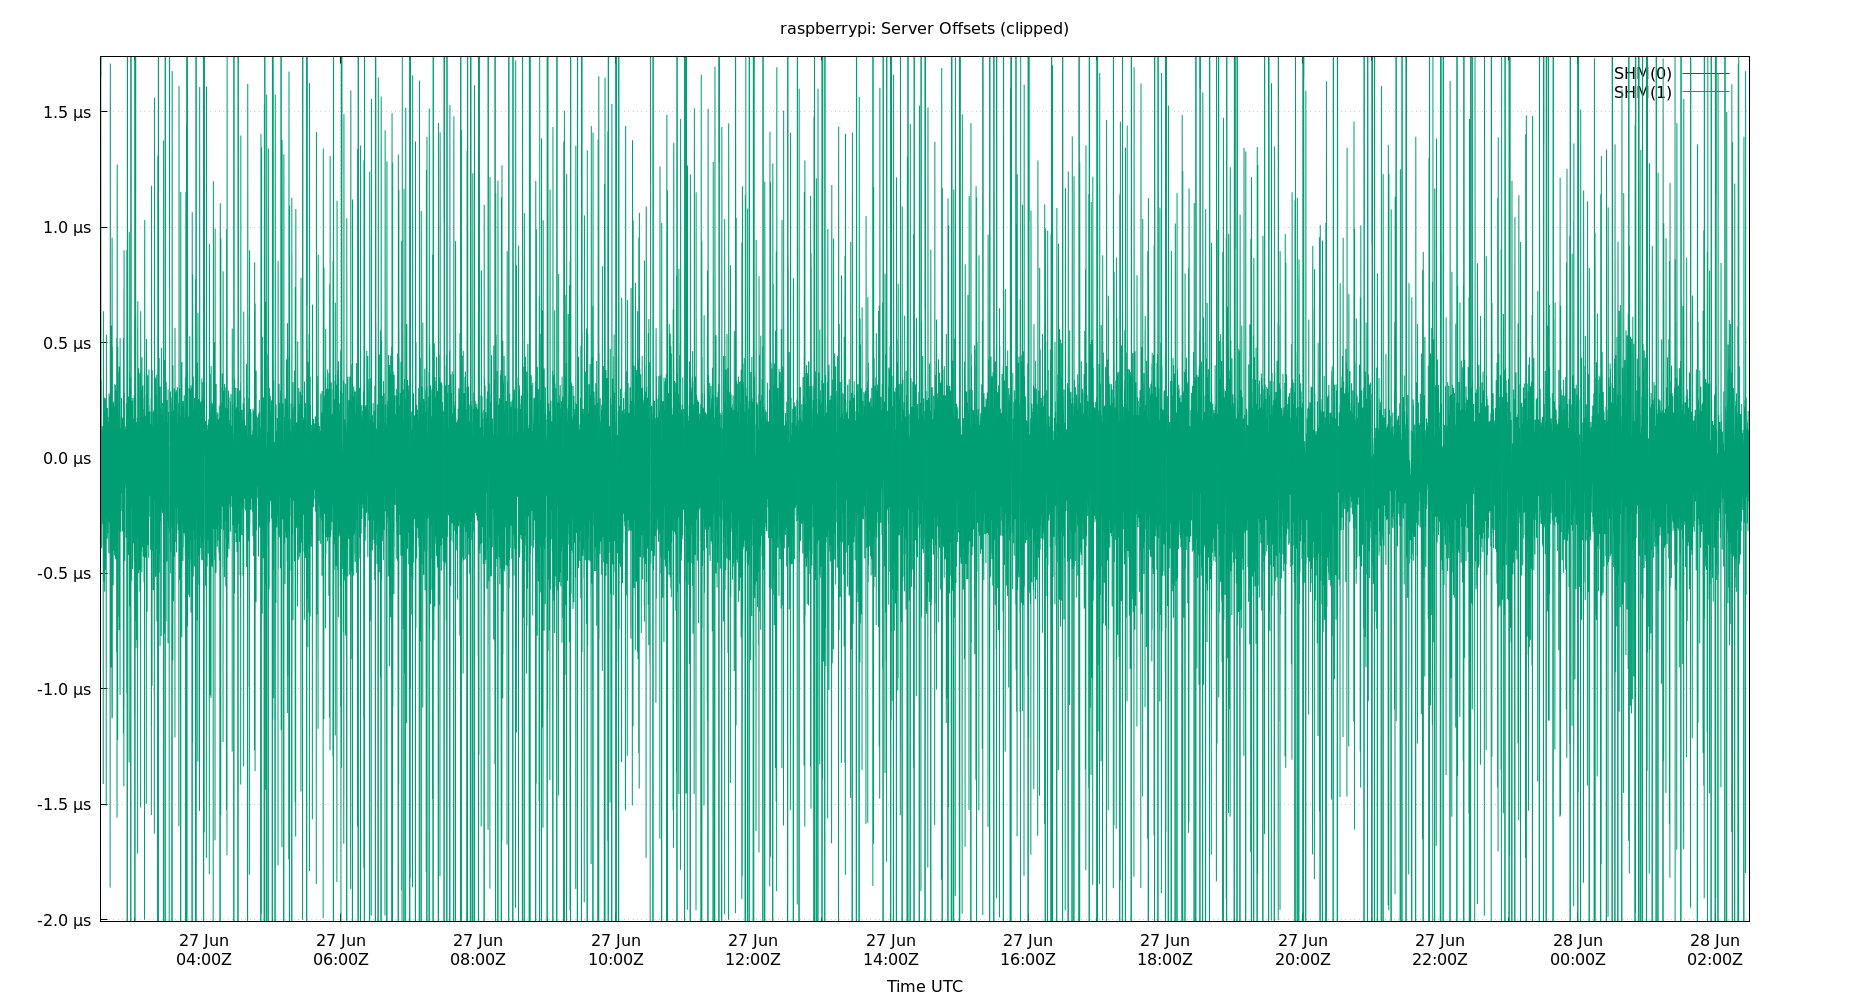 raspberrypi: Server Offsets (clipped)
SHM(0)
SHM(1)
1.5 µs
1.0 µs
0.5 µs
0.0 µs
-0.5 µs
-1.0 µs
-1.5 µs
-2.0 µs
27 Jun 27 Jun 27 Jun 27 Jun 27 Jun 27 Jun 27 Jun 27 Jun 27 Jun 27 Jun 28 Jun 28 Jun
04:00Z 06:00Z 08:00Z 10:00Z 12:00Z 14:00Z 16:00Z 18:00Z 20:00Z 22:00Z 00:00Z 02:00Z
Time UTC